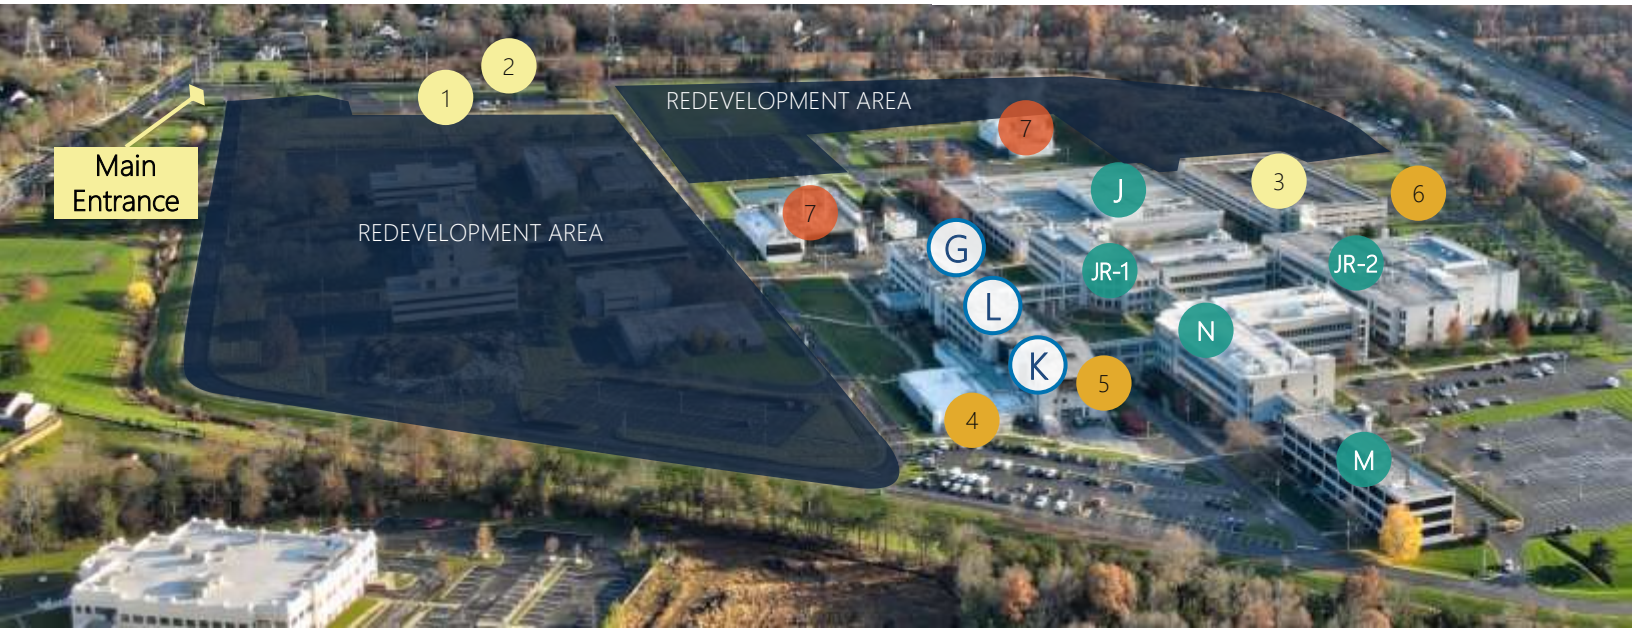 2
1
REDEVELOPMENT AREA
7
Main
Entrance
3
J
6
7
REDEVELOPMENT AREA
G
JR-1
JR-2
L
N
K
5
4
M